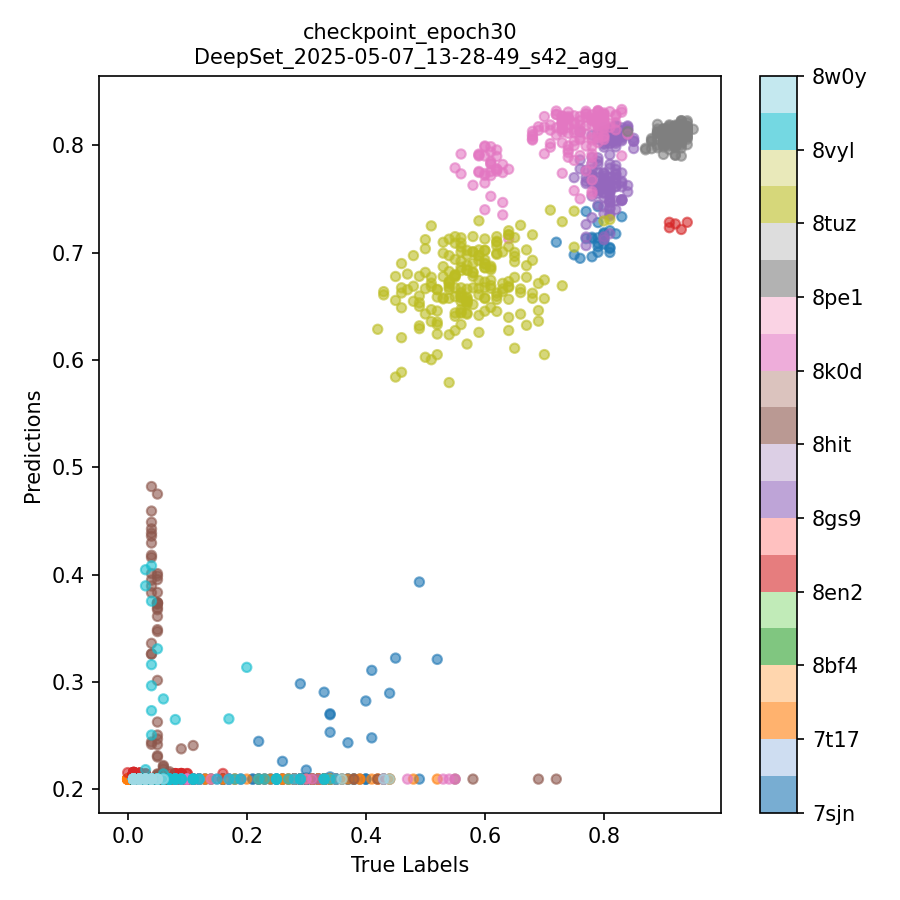 checkpoint_epoch30
DeepSet_2025-05-07_13-28-49_s42_agg_
Predictions
0.8
0.7
0.6
0.5
0.4
0.3
0.2
0.0
0.2
0.4
0.6
0.8
True Labels
8w0y
8vyl
8tuz
8pe1
8k0d
8hit
8gs9
8en2
8bf4
7t17
7sjn